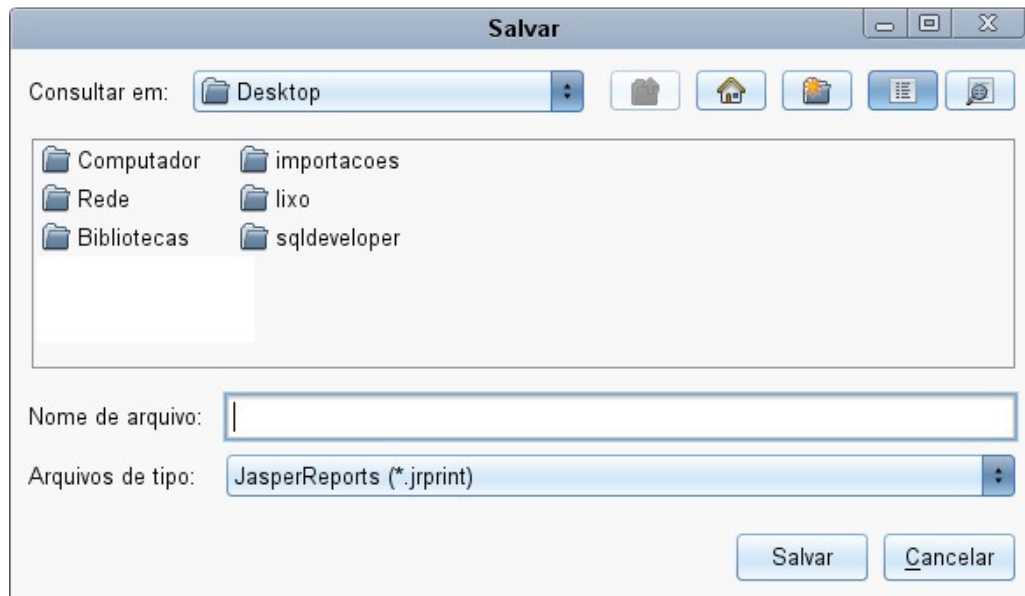 Salvar
Consultar em: Desktop
Computador importacoes
Rede lixo
Bibliotecas sqldeveloper
Nome de arquivo:
Arquivos de tipo: JasperReports (*.jrprint)
Salvar Cancelar